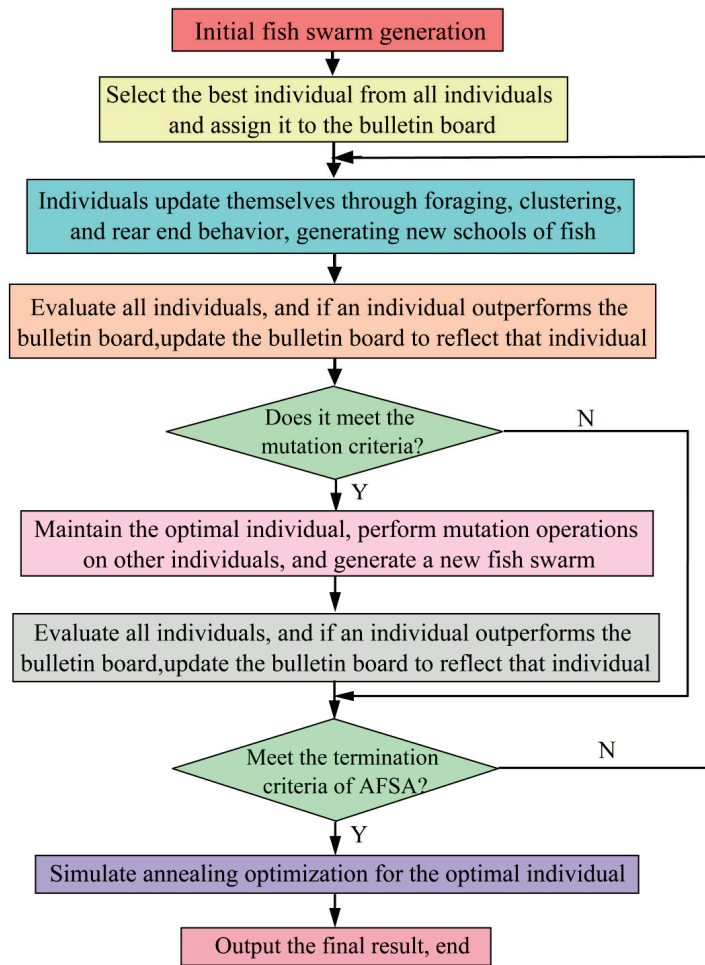 Initial fish swarm generation
Select the best individual from all individuals
and assign it to the bulletin board
Individuals update themselves through foraging, clustering,
and rear end behavior, generating new schools of fish
Evaluate all individuals, and if an individual outperforms the
bulletin board,update the bulletin board to reflect that individual
Does it meet the
mutation criteria?
N
Y
Maintain the optimal individual, perform mutation operations
on other individuals, and generate a new fish swarm
Evaluate all individuals, and if an individual outperforms the
bulletin board,update the bulletin board to reflect that individual
Meet the termination
criteria of AFSA?
N
Y
Simulate annealing optimization for the optimal individual
Output the final result, end